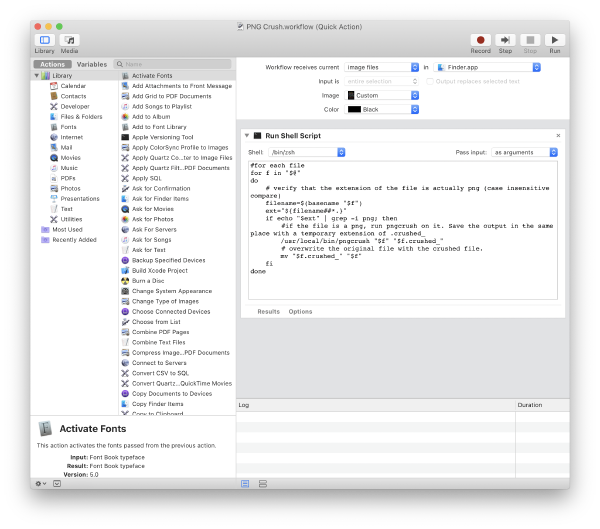 PNG Crush.workflow (Quick Action)
Library
Media
Record
Step
Stop
Run
Actions
Variables
Name
Library
Calendar
Contacts
Developer
Files & Folders
Fonts
Internet
Mail
Movies
Music
PDFs
Photos
Presentations
Text
Utilities
Most Used
Recently Added
Activate Fonts
Add Attachments to Front Message
Add Grid to PDF Documents
Add Songs to Playlist
Add to Album
Add to Font Library
Apple Versioning Tool
Apply ColorSync Profile to Images
Apply Quartz Co...ter to Image Files
Apply Quartz Filt...PDF Documents
Apply SQL
Ask for Confirmation
Ask for Finder Items
Ask for Movies
Ask for Photos
Ask For Servers
Ask for Songs
Ask for Text
Backup Specified Devices
Build Xcode Project
Burn a Disc
Change System Appearance
Change Type of Images
Choose Connected Devices
Choose from List
Combine PDF Pages
Combine Text Files
Compress Image...PDF Documents
Connect to Servers
Convert CSV to SQL
Convert Quartz...QuickTime Movies
Copy Documents to Devices
Copy Finder Items
Copy to Clipboard
Workflow receives current image files in Finder.app
Input is entire selection Output replaces selected text
Image Custom
Color Black
Run Shell Script
Shell: /bin/zsh Pass input: as arguments
#for each file
for f in "$@"
do
# verify that the extension of the file is actually png (case insensitive
compare)
filename=$(basename "$f")
ext="${filename##*.}"
if echo "$ext" | grep -i png; then
#if the file is a png, run pngcrush on it. Save the output in the same
place with a temporary extension of .crushed_
/usr/local/bin/pngcrush "$f" "$f.crushed_"
# overwrite the original file with the crushed file.
mv "$f.crushed_" "$f"
fi
done
Results Options
Log Duration
Activate Fonts
This action activates the fonts passed from the previous action.
Input: Font Book typeface
Result: Font Book typeface
Version: 5.0